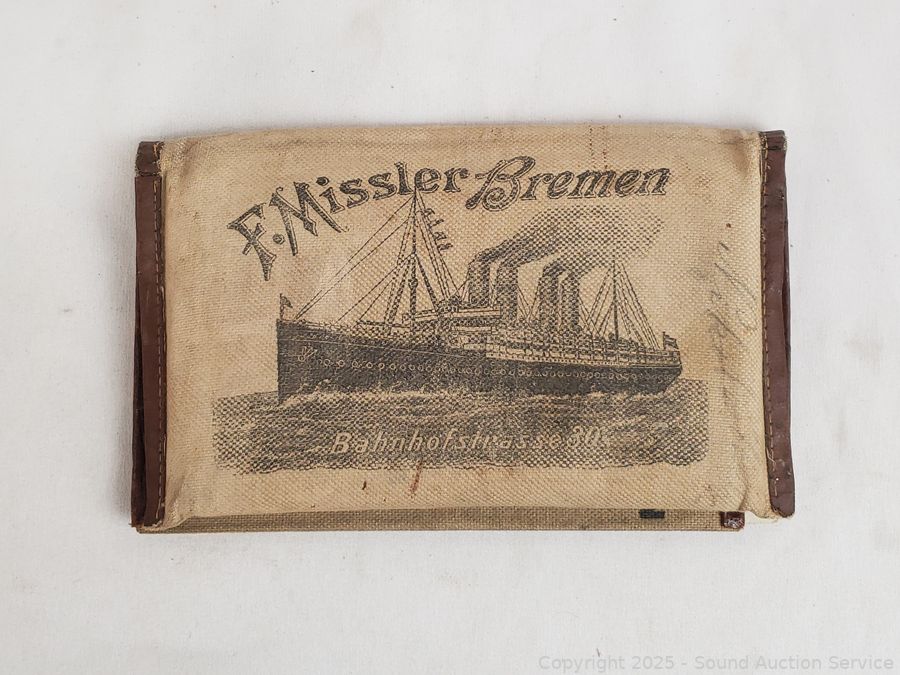 F. Missler Bremen
Bahnhofstrasse 30.
Copyright 2025 - Sound Auction Service